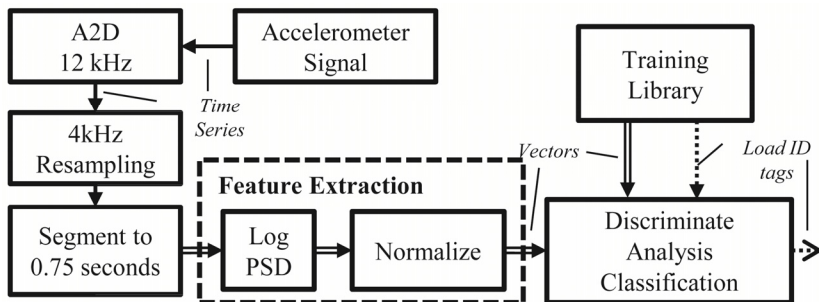 A2D
12 kHz
Accelerometer
Signal
Time
Series
4kHz
Resampling
Segment to
0.75 seconds
Feature Extraction
Log
PSD
Normalize
Vectors
Training
Library
Load ID
tags
Discriminate
Analysis
Classification